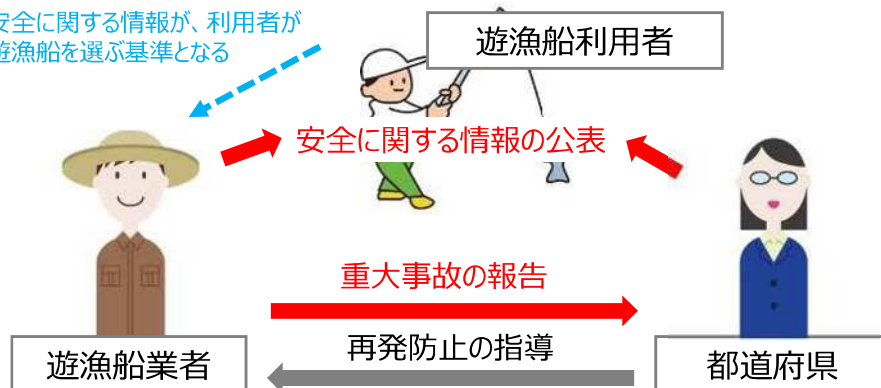 安全に関する情報が、利用者が
遊漁船を選ぶ基準となる
遊漁船利用者
安全に関する情報の公表
重大事故の報告
再発防止の指導
遊漁船業者
都道府県